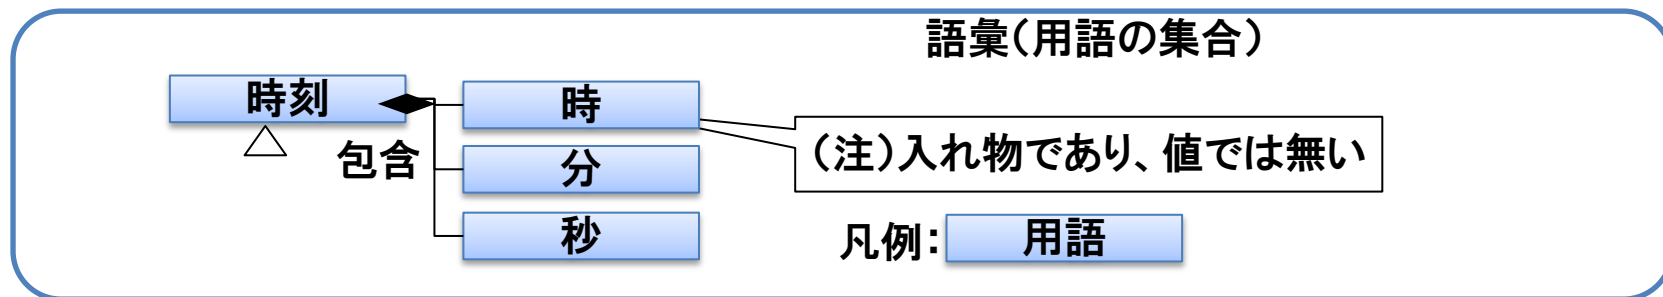 語彙（用語の集合）
時刻
時
（注）入れ物であり、値では無い
包含
分
秒
凡例：
用語